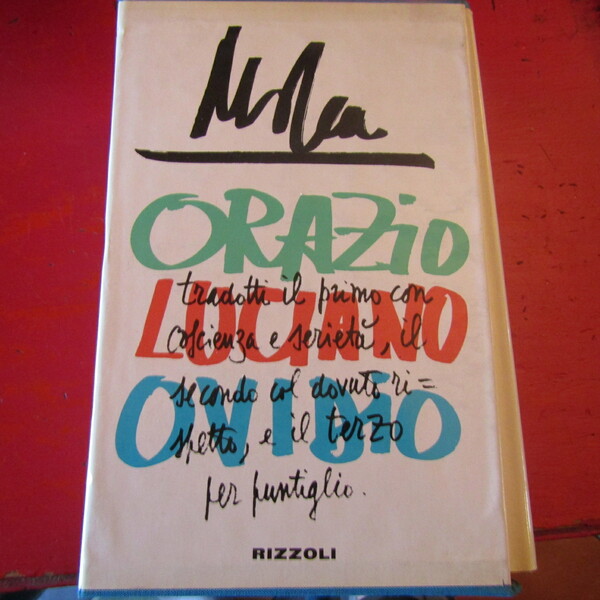 Mosca
ORAZIO
LUCIANO
OVIDIO
tradotti il primo con
coscienza e serietà, il
secondo col dovuto ri=
spetto, e il terzo
per puntiglio.
RIZZOLI